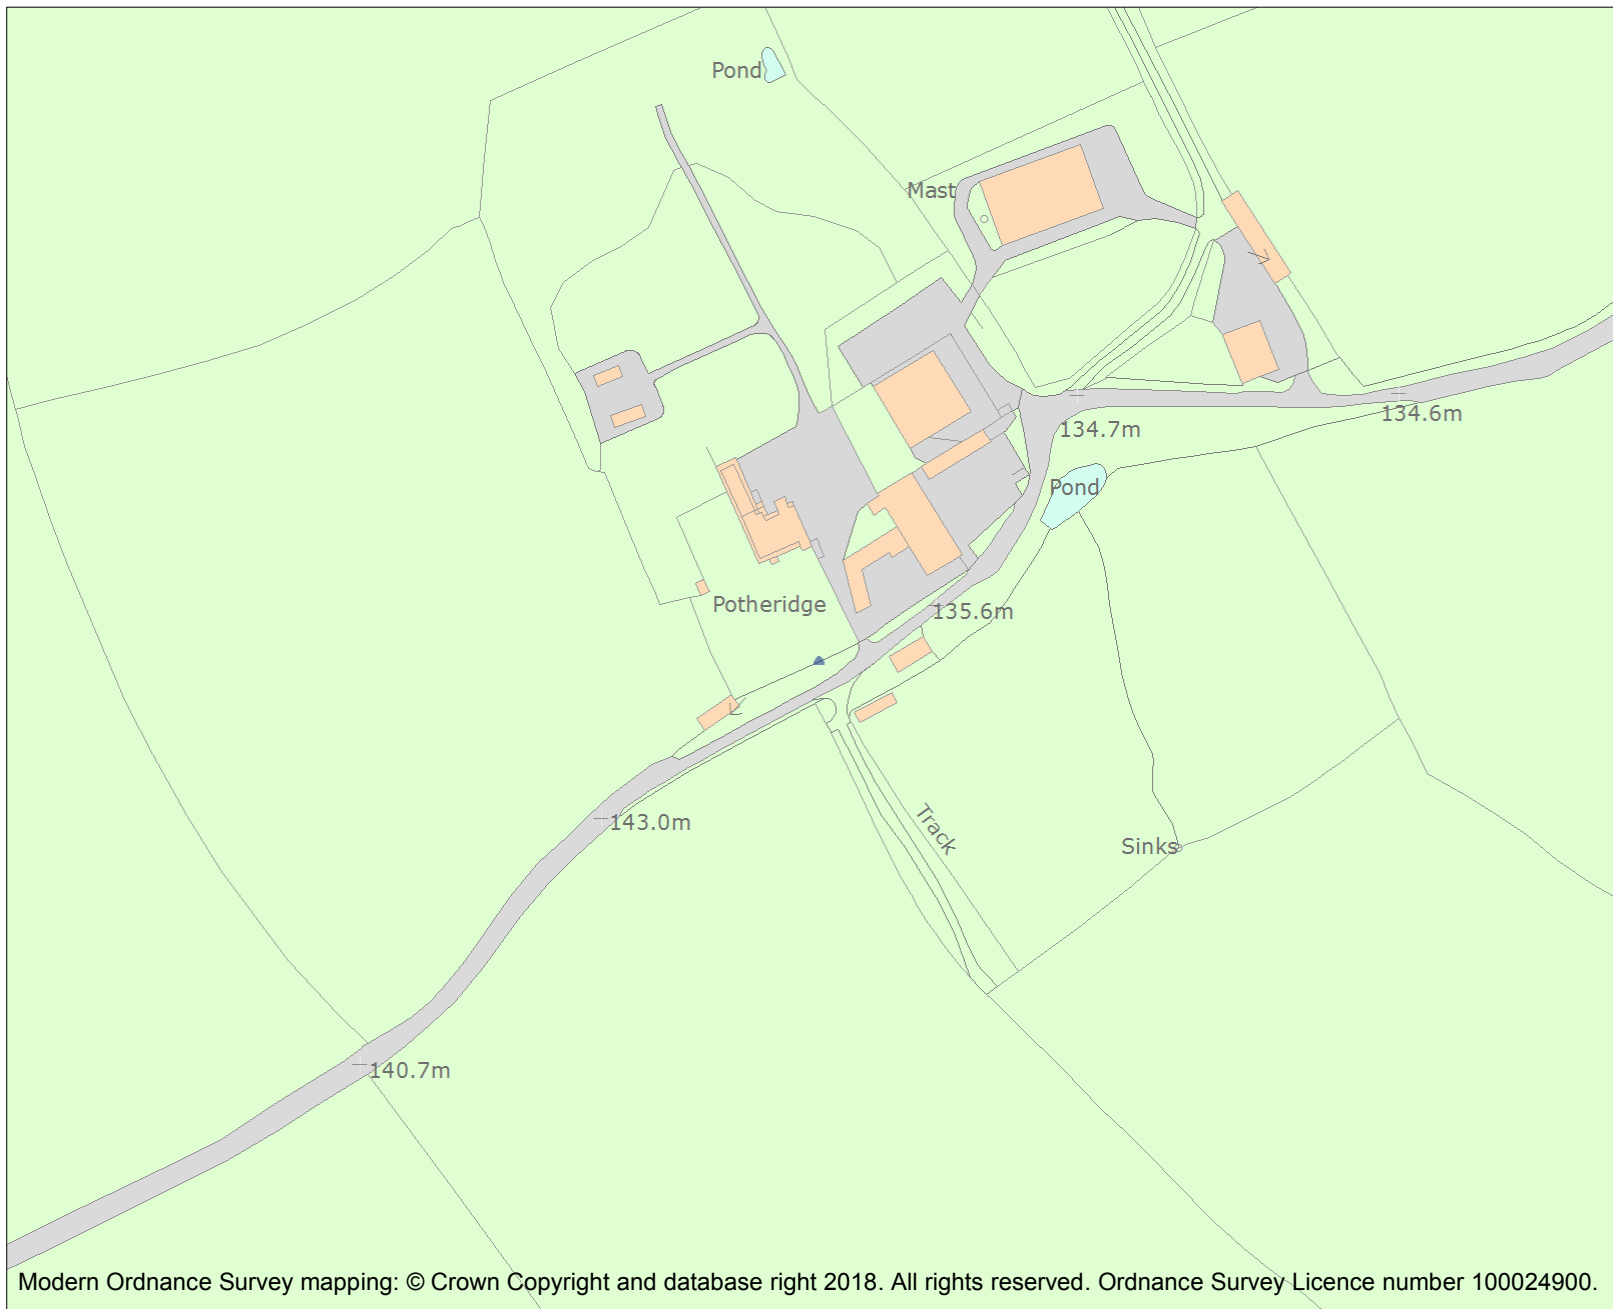 Pond
Mast
134.7m
134.6m
Pond
Potheridge
135.6m
143.0m
Track
Sinks
140.7m
Modern Ordnance Survey mapping: © Crown Copyright and database right 2018. All rights reserved. Ordnance Survey Licence number 100024900.